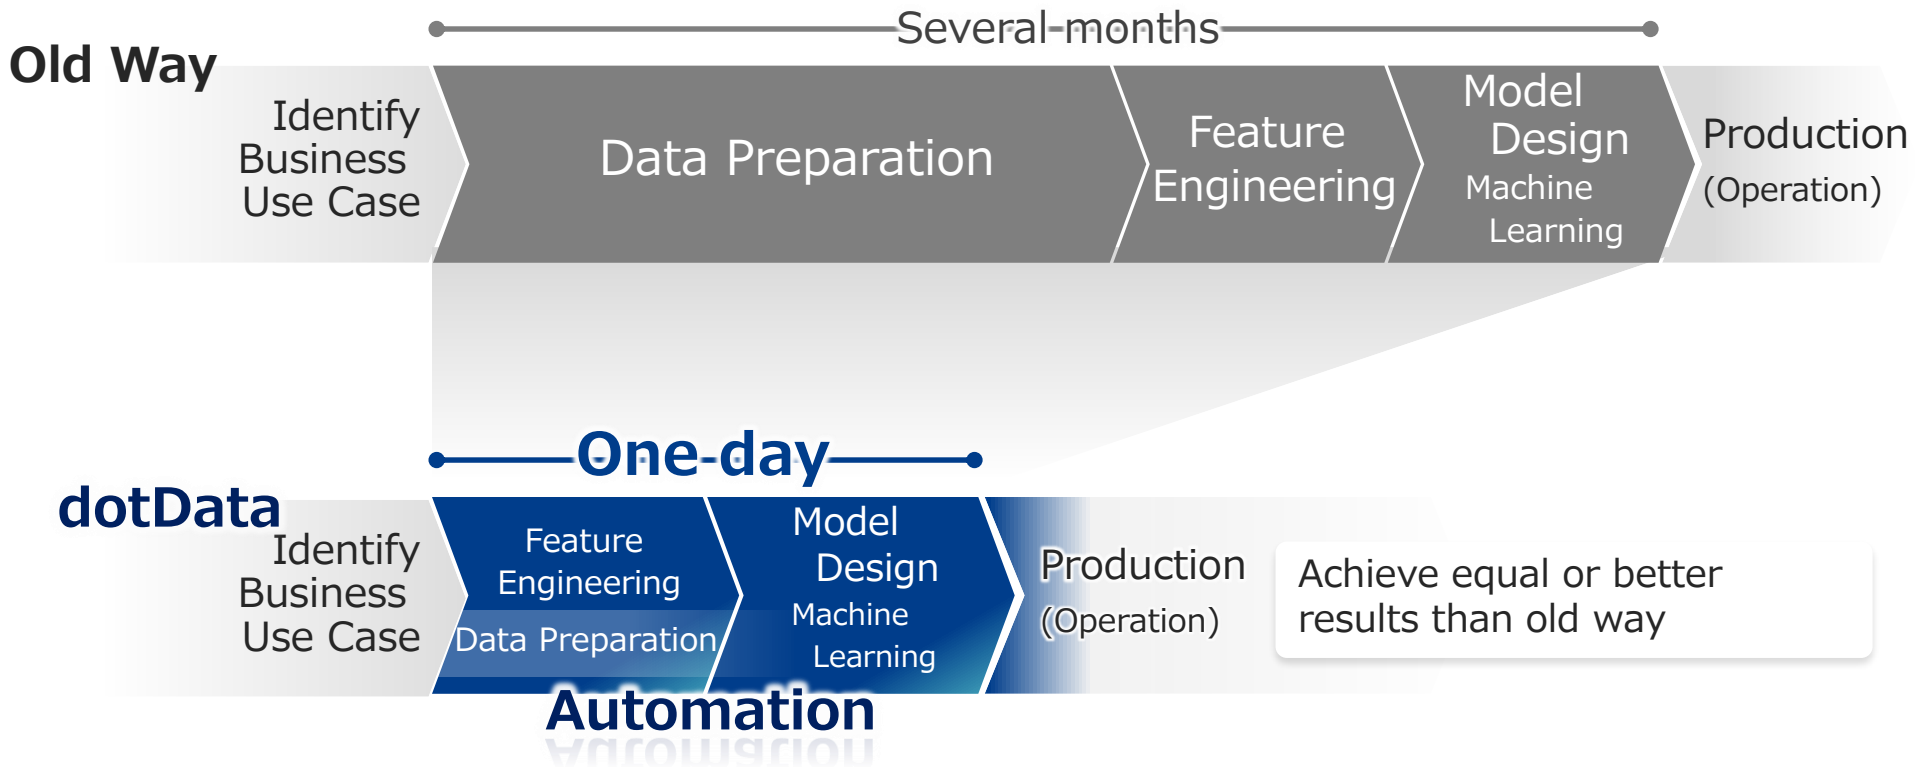 Several months
Old Way
Identify
Business
Use Case
Data Preparation
Feature
Engineering
Model
Design
Machine
Learning
Production
(Operation)
One-day
dotData
Identify
Business
Use Case
Feature
Engineering
Data Preparation
Model
Design
Machine
Learning
Production
(Operation)
Achieve equal or better
results than old way
Automation